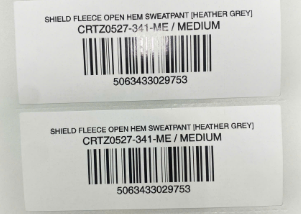 SHIELD FLEECE OPEN HEM SWEATPANT [HEATHER GREY]
CRTZ0527-341-ME / MEDIUM
5063433029753
SHIELD FLEECE OPEN HEM SWEATPANT [HEATHER GREY]
CRTZ0527-341-ME / MEDIUM
5063433029753